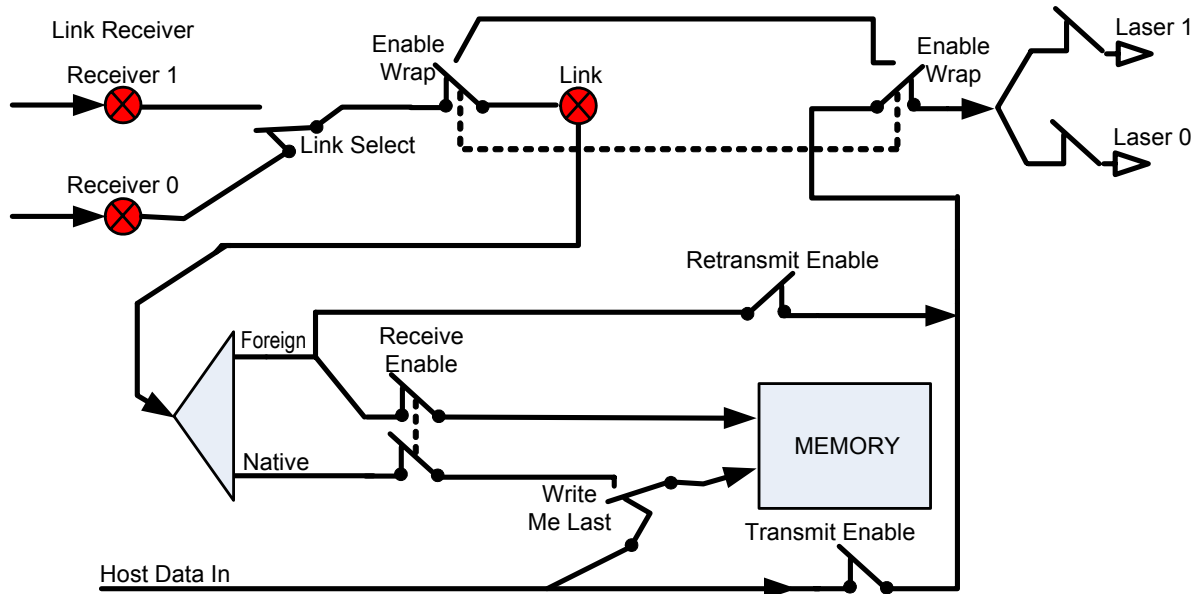 Link Receiver
Receiver 1
Receiver 0
Link Select
Enable
Wrap
Link
Enable
Wrap
Laser 1
Laser 0
Retransmit Enable
Foreign
Receive
Enable
Native
MEMORY
Write
Me Last
Transmit Enable
Host Data In